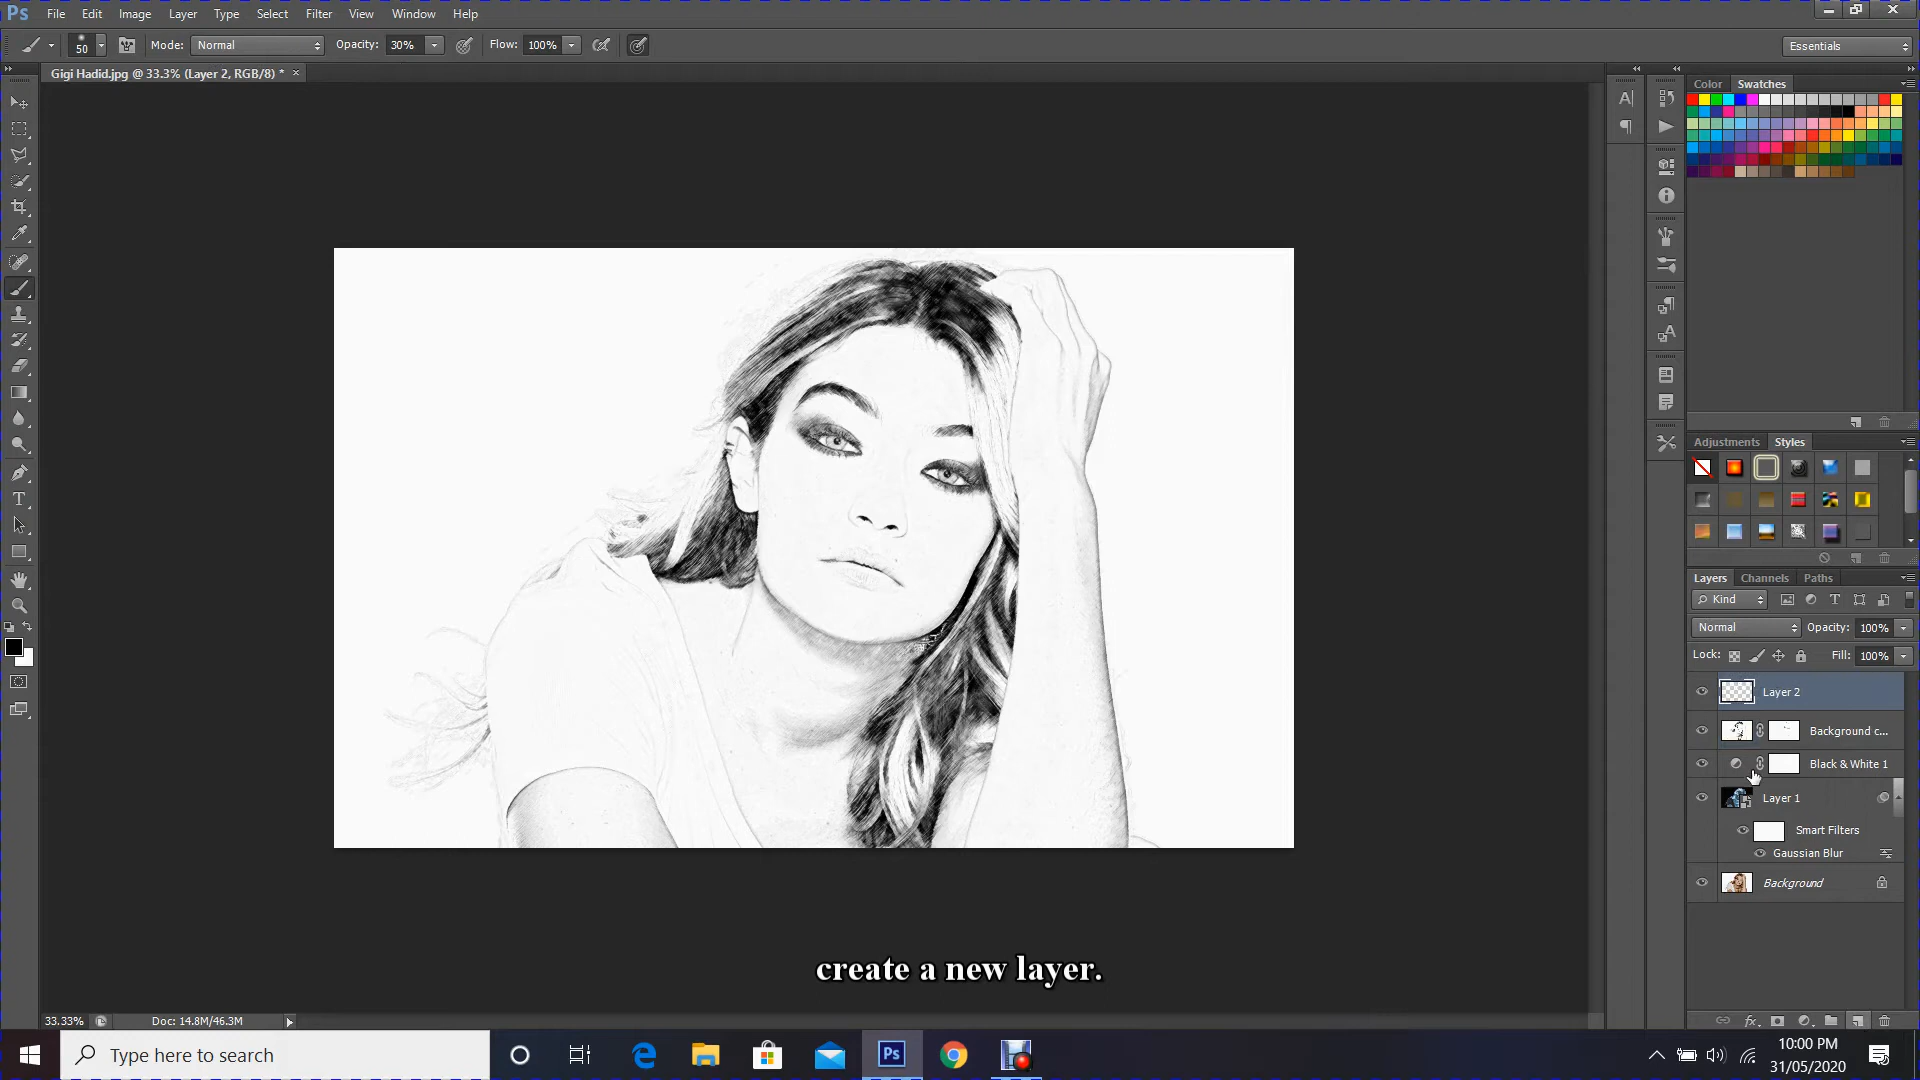 Ps File Edit Image Layer Type Select Filter View Window Help
50 Mode: Normal Opacity: 30% Flow: 100% Essentials
Gigi Hadid.jpg @ 33.3% (Layer 2, RGB/8) * ×
Color Swatches
Adjustments Styles
Layers Channels Paths
Kind
Normal Opacity: 100%
Lock: Fill: 100%
Layer 2
Background c...
Black & White 1
Layer 1
Smart Filters
Gaussian Blur
Background
create a new layer.
33.33% Doc: 14.8M/46.3M
Type here to search
Ps
10:00 PM
31/05/2020